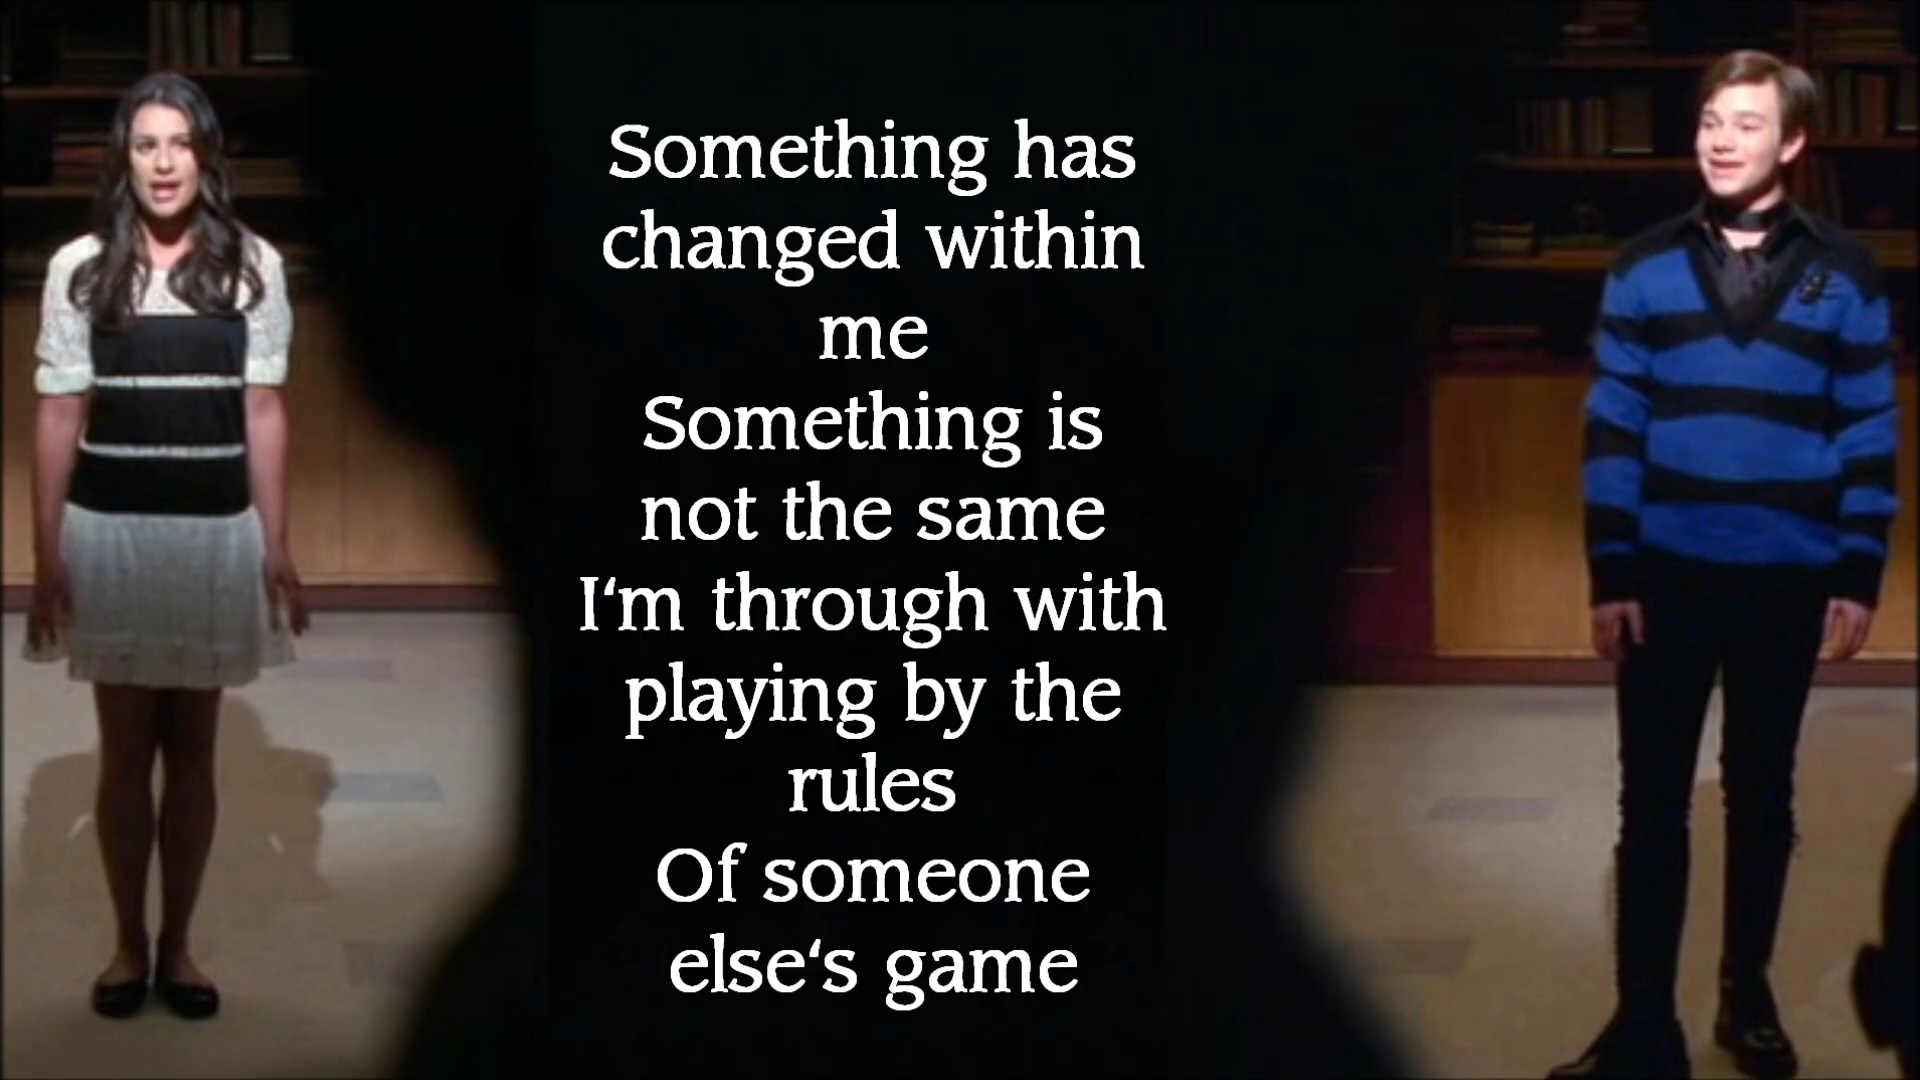 Something has
changed within
me
Something is
not the same
I‘m through with
playing by the
rules
Of someone
else‘s game